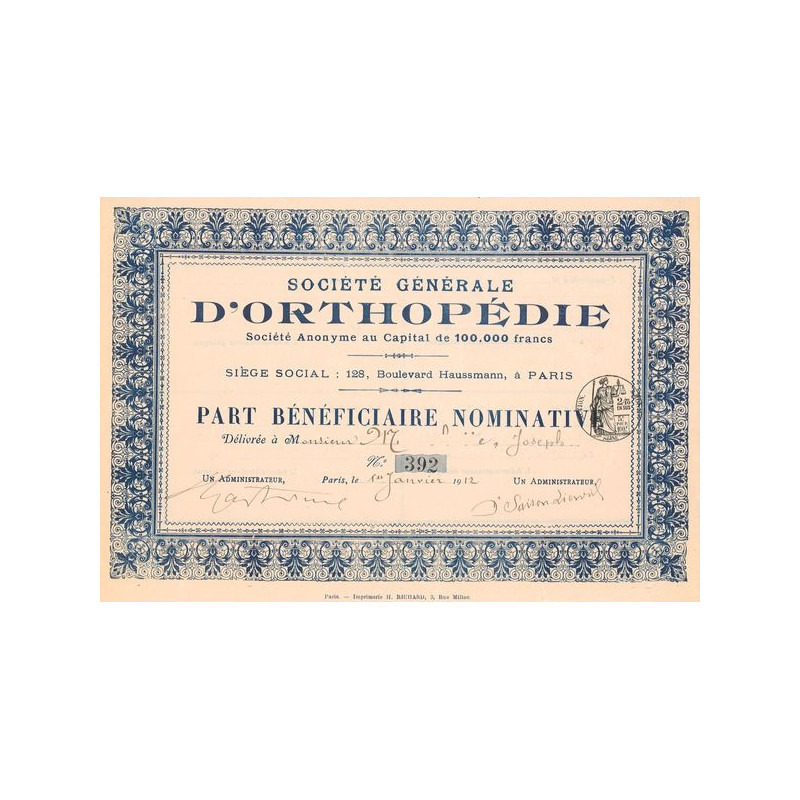 SOCIÉTÉ GÉNÉRALE
D'ORTHOPÉDIE
Société Anonyme au Capital de 100.000 francs
SIÈGE SOCIAL : 128, Boulevard Haussmann, à PARIS
PART BÉNÉFICIAIRE NOMINATIVE
Délivrée à Monsieur Joseph
N.º 392
UN ADMINISTRATEUR, Paris, le 1er Janvier 1912 UN ADMINISTRATEUR,
Paris. — Imprimerie H. RICHARD, 3, Rue Milton.